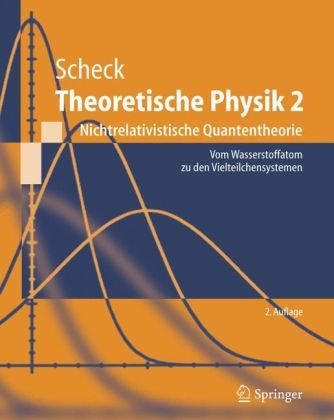 Scheck
Theoretische Physik 2
Nichtrelativistische Quantentheorie
Vom Wasserstoffatom
zu den Vielteilchensystemen
2. Auflage
Springer